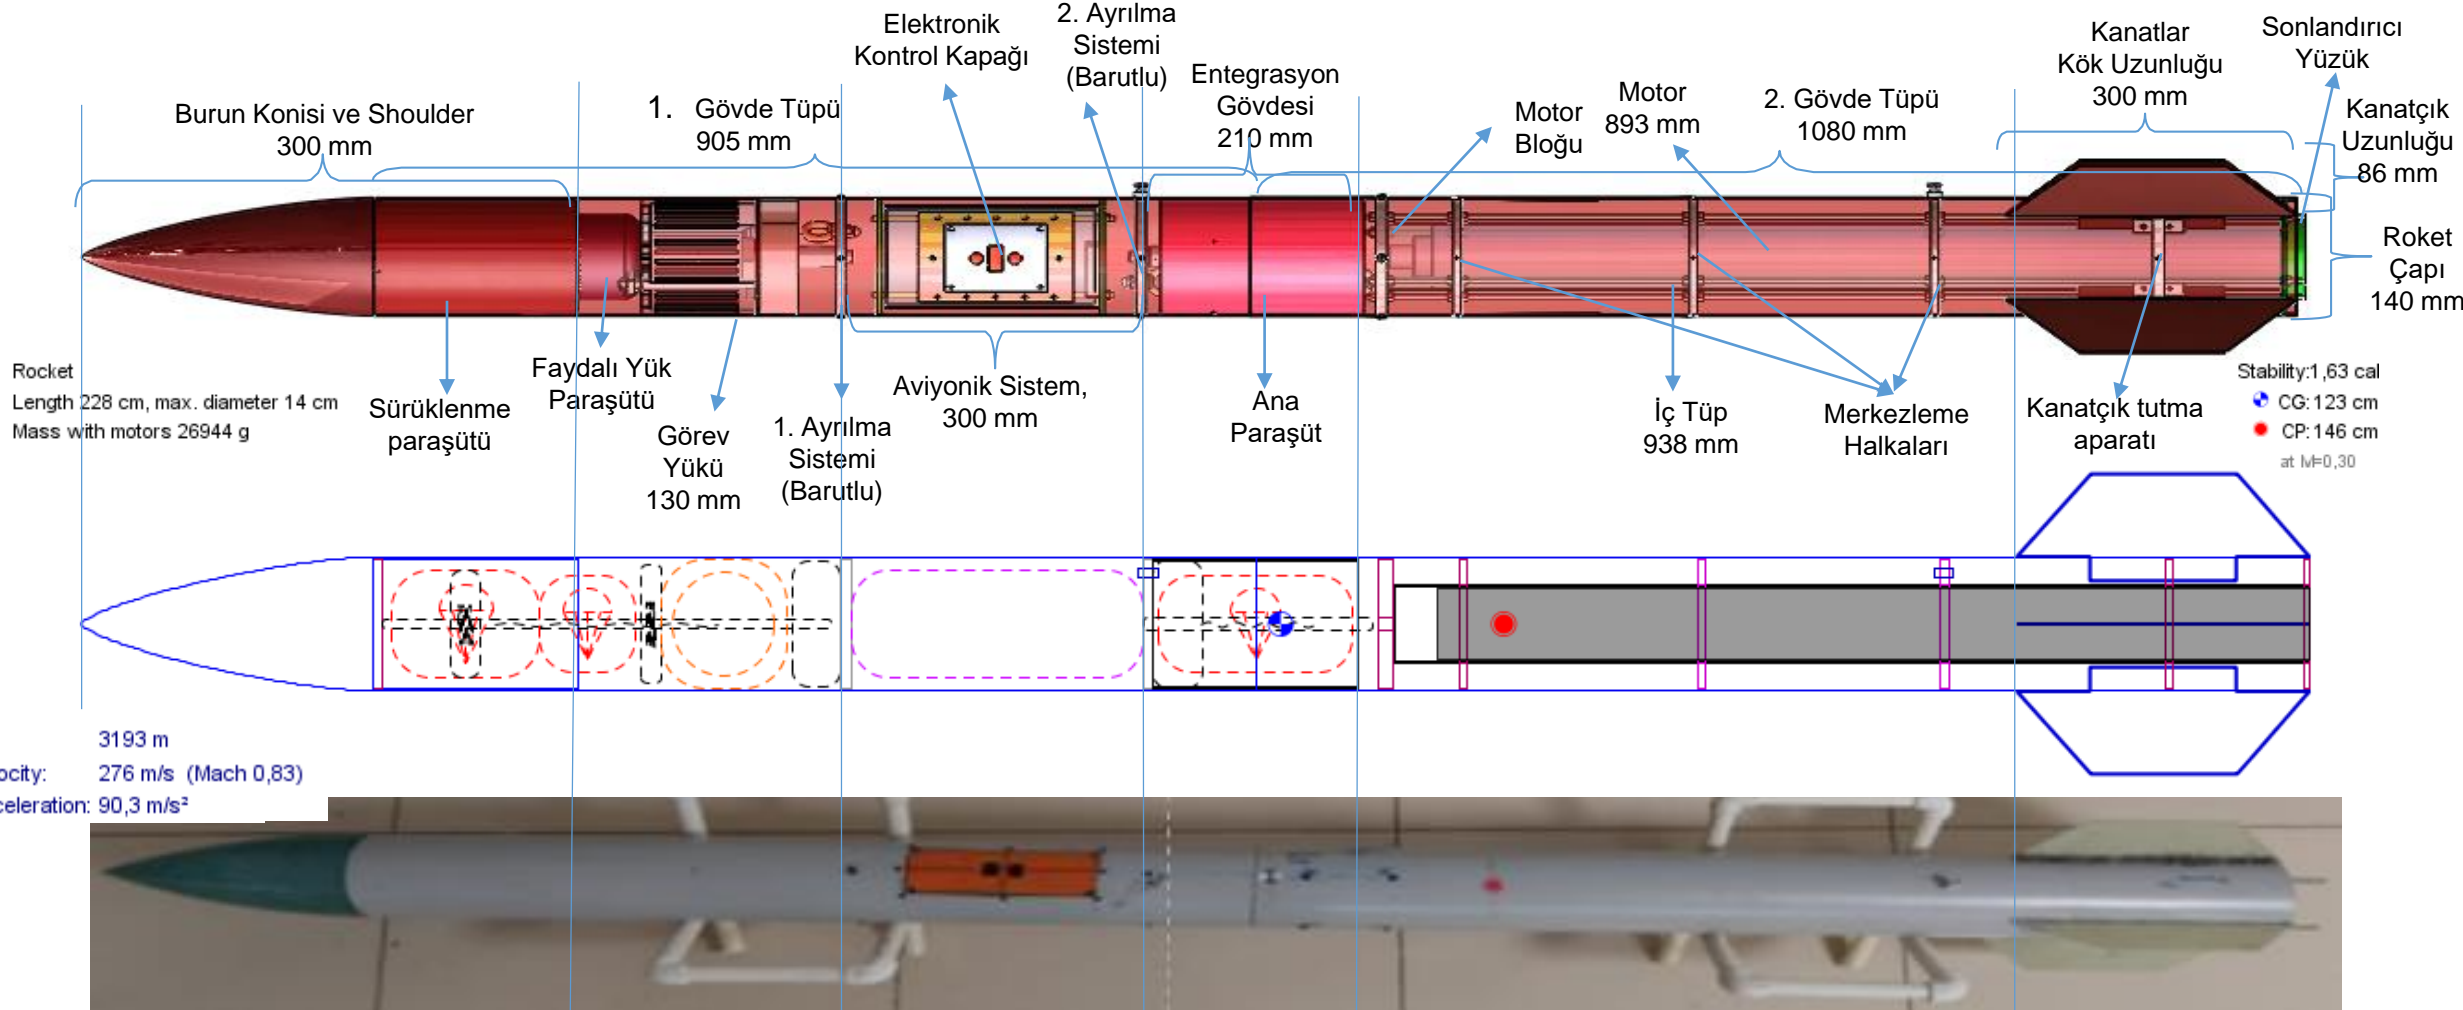 Elektronik
Kontrol Kapağı
2. Ayrılma
Sistemi
(Barutlu)
Entegrasyon
Gövdesi
210 mm
Kanatlar
Kök Uzunluğu
300 mm
Sonlandırıcı
Yüzük
Burun Konisi ve Shoulder
300 mm
1. Gövde Tüpü
905 mm
Motor
Bloğu
Motor
893 mm
2. Gövde Tüpü
1080 mm
Kanatçık
Uzunluğu
86 mm
Roket
Çapı
140 mm
Rocket
Length 228 cm, max. diameter 14 cm
Mass with motors 26944 g
Sürüklenme
paraşütü
Faydalı Yük
Paraşütü
Görev
Yükü
130 mm
1. Ayrılma
Sistemi
(Barutlu)
Aviyonik Sistem,
300 mm
Ana
Paraşüt
İç Tüp
938 mm
Merkezleme
Halkaları
Kanatçık tutma
aparatı
Stability:1,63 cal
CG: 123 cm
CP: 146 cm
at M=0,30
3193 m
ocity: 276 m/s (Mach 0,83)
celeration: 90,3 m/s²